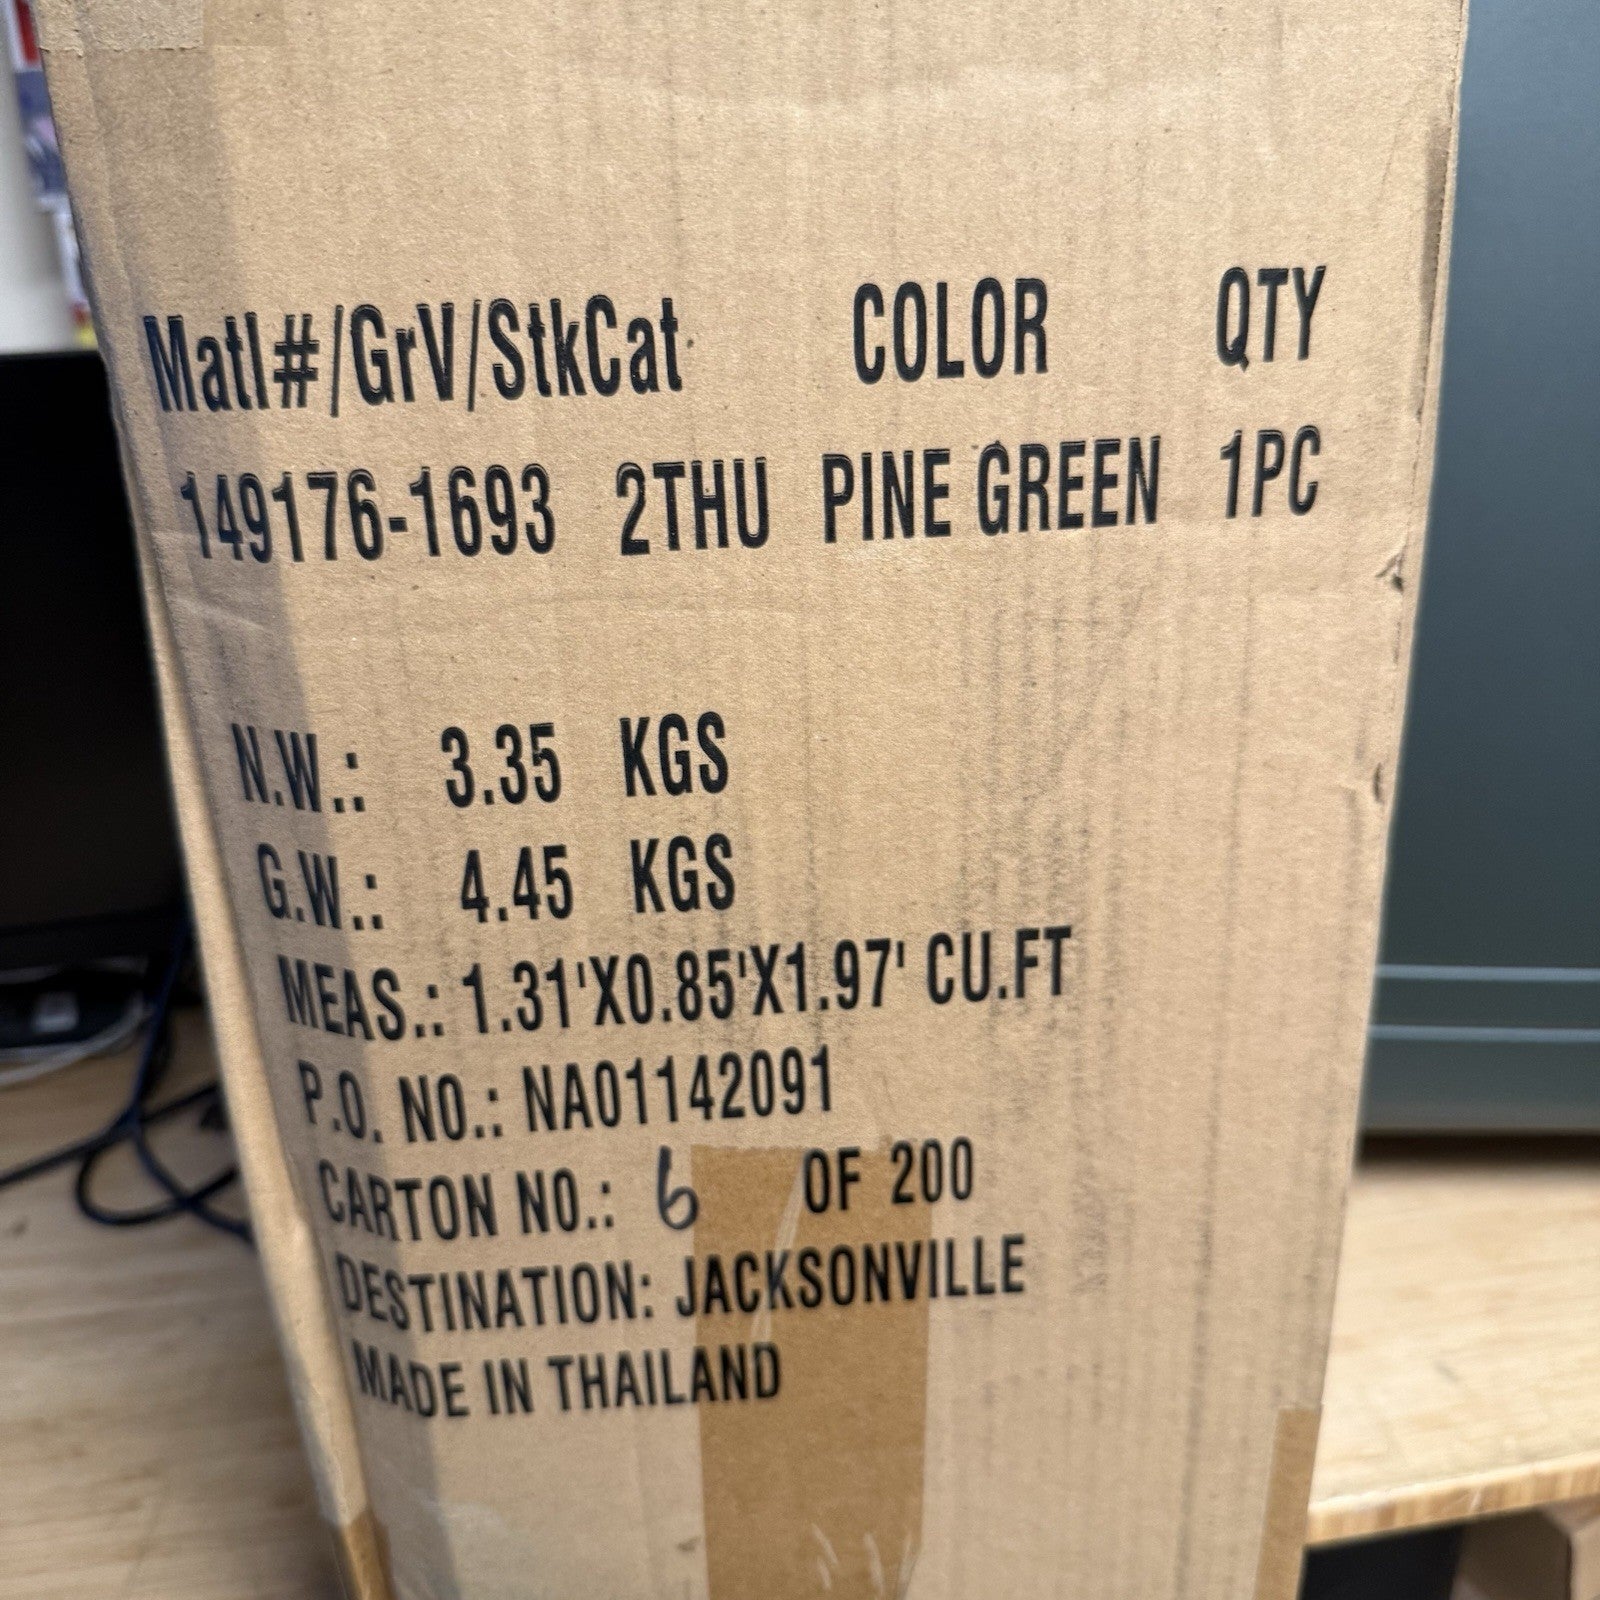 Matl#/GrV/StkCat COLOR QTY
149176-1693 2THU PINE GREEN 1PC
N.W.: 3.35 KGS
G.W.: 4.45 KGS
MEAS.: 1.31'X0.85'X1.97' CU.FT
P.O. NO.: NA01142091
CARTON NO.: 6 OF 200
DESTINATION: JACKSONVILLE
MADE IN THAILAND